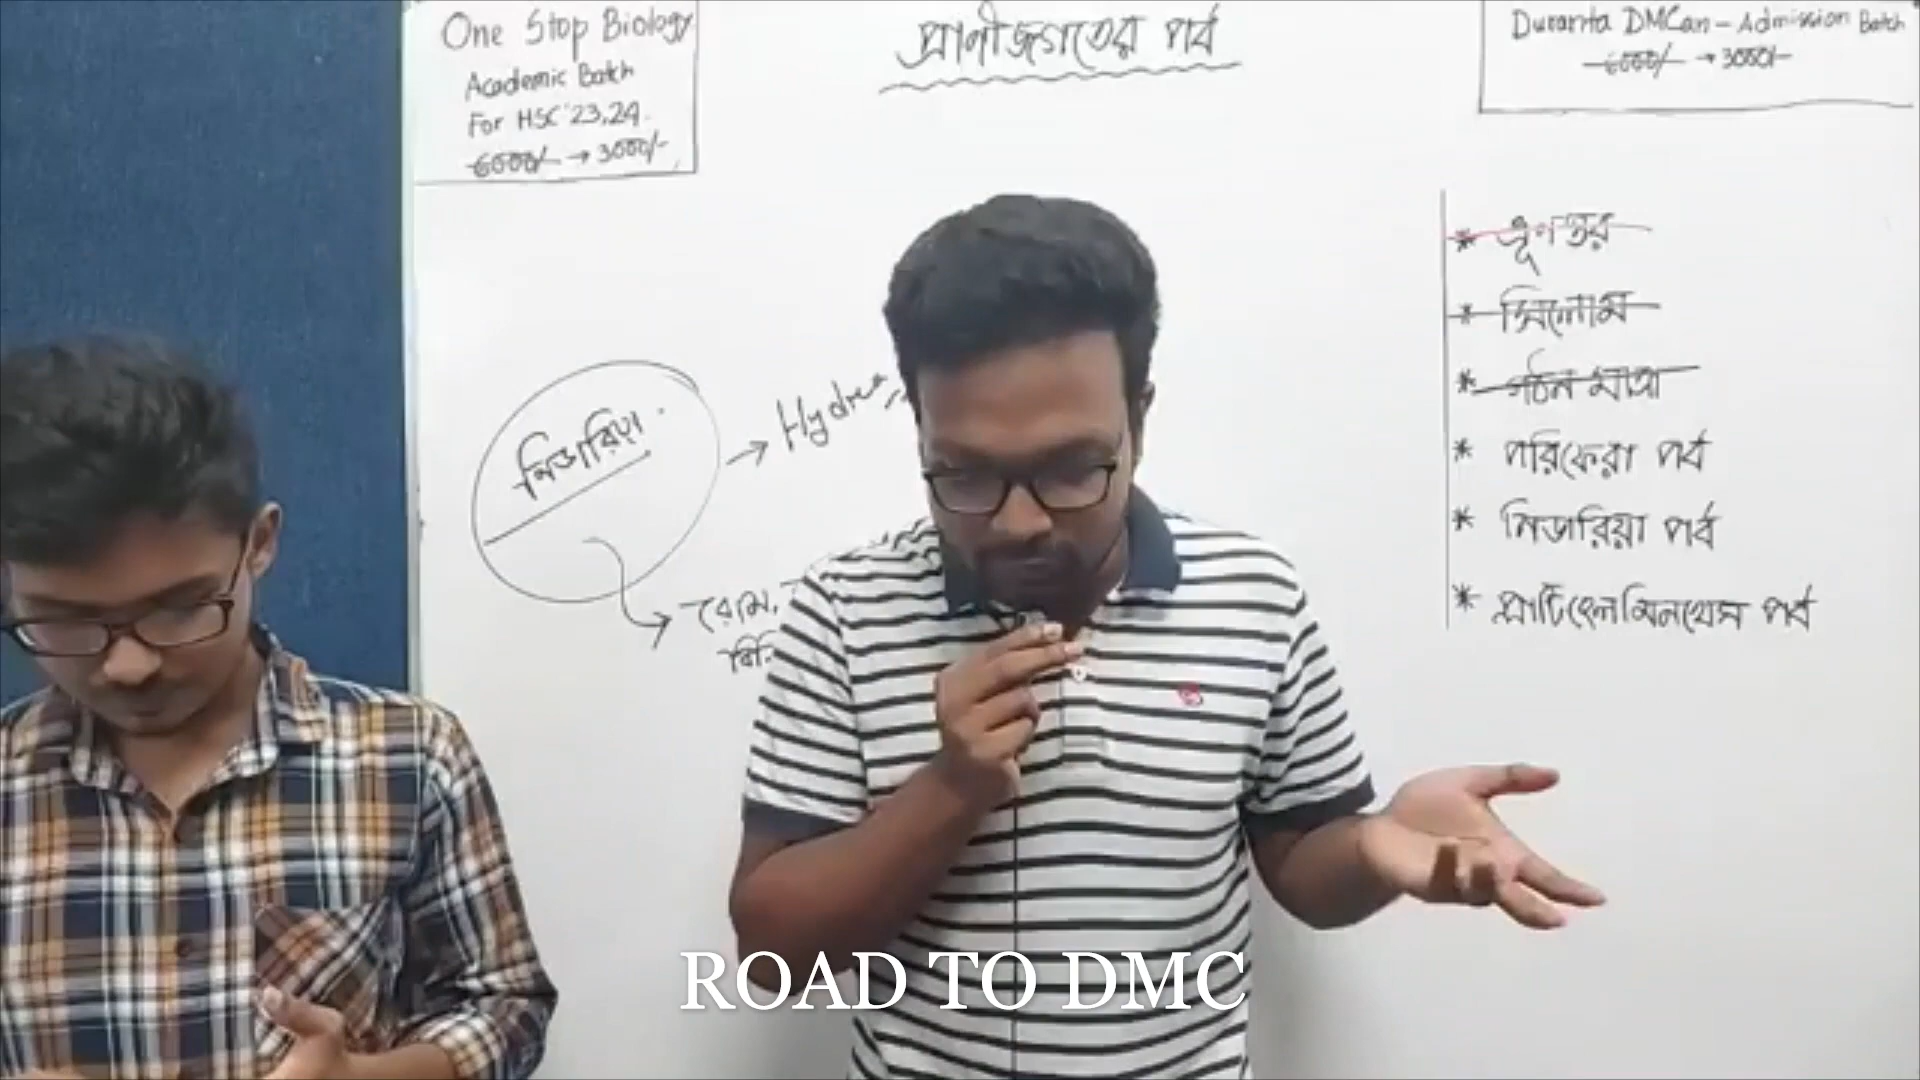 One Stop Biology
Academic Batch
For HSC'23,24.
6000/- → 3000/-
প্রাণীজগতের পর্ব
Duranta DMCan - Admission Batch
6000/- → 3000/-
* ভ্রূণস্তর
* সিলোম
* গঠন মাত্রা
* পরিফেরা পর্ব
* নিডারিয়া পর্ব
* প্লাটিহেলমিনথেস পর্ব
নিডারিয়া
→ Hydra
ROAD TO DMC